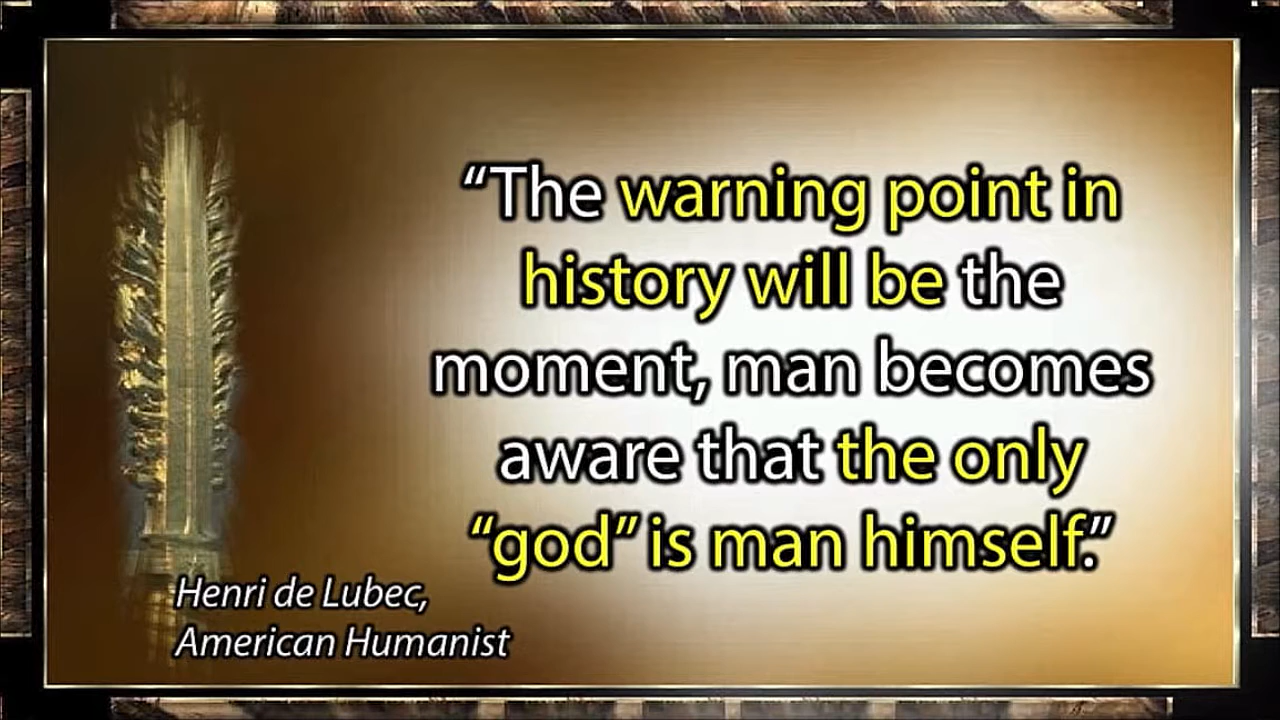 “The warning point in
history will be the
moment, man becomes
aware that the only
“god” is man himself.”
Henri de Lubec,
American Humanist